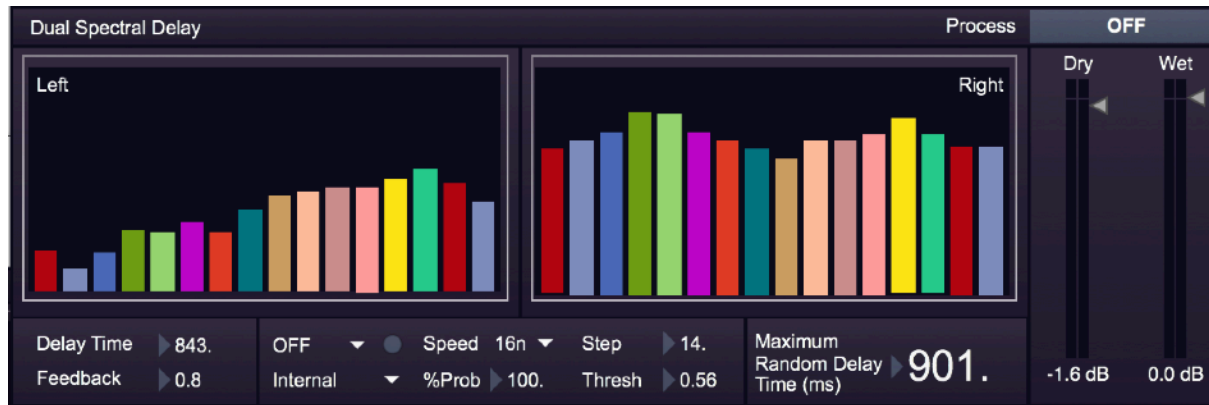 Dual Spectral Delay Process OFF
Dry Wet
Left Right
Delay Time 843. OFF Speed 16n Step 14.
Feedback 0.8 Internal %Prob 100. Thresh 0.56
Maximum
Random Delay
Time (ms)
901.
-1.6 dB 0.0 dB